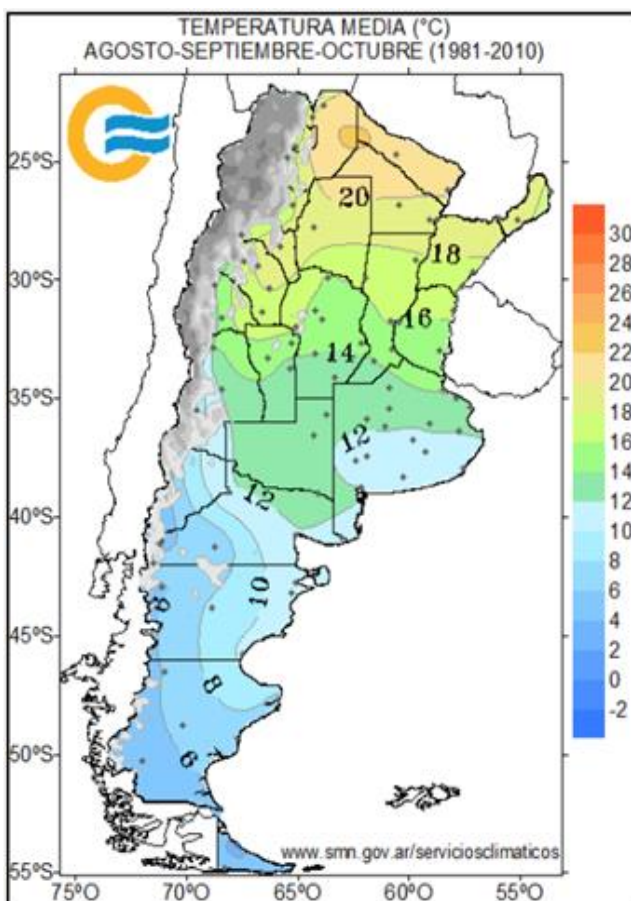 TEMPERATURA MEDIA (°C)
AGOSTO-SEPTIEMBRE-OCTUBRE (1981-2010)
25ºS
30ºS
35ºS
40ºS
45ºS
50ºS
55ºS
20
18
16
14
12
12
10
8
8
6
30
28
26
24
22
20
18
16
14
12
10
8
6
4
2
0
-2
www.smn.gov.ar/serviciosclimaticos
75ºO 70ºO 65ºO 60ºO 55ºO